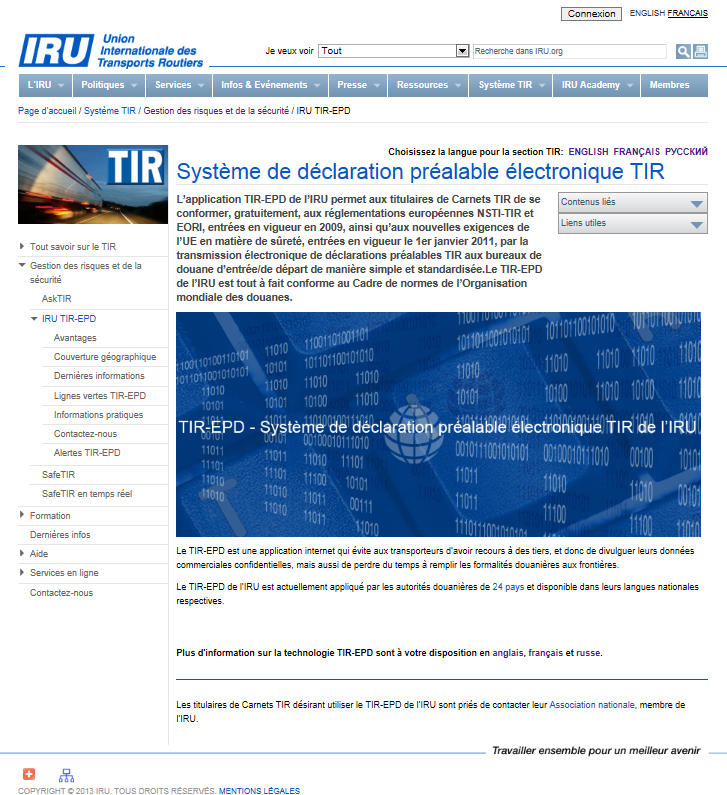 Connexion ENGLISH FRANÇAIS
IRU Union Internationale des Transports Routiers
Je veux voir Tout Recherche dans IRU.org
L'IRU Politiques Services Infos & Evénements Presse Ressources Système TIR IRU Academy Membres
Page d'accueil / Système TIR / Gestion des risques et de la sécurité / IRU TIR-EPD
Choisissez la langue pour la section TIR: ENGLISH FRANÇAIS РУССКИЙ
TIR
Tout savoir sur le TIR
Gestion des risques et de la
sécurité
AskTIR
IRU TIR-EPD
Avantages
Couverture géographique
Dernières informations
Lignes vertes TIR-EPD
Informations pratiques
Contactez-nous
Alertes TIR-EPD
SafeTIR
SafeTIR en temps réel
Formation
Dernières infos
Aide
Services en ligne
Contactez-nous
Système de déclaration préalable électronique TIR
L'application TIR-EPD de l'IRU permet aux titulaires de Carnets TIR de se
conformer, gratuitement, aux réglementations européennes NSTI-TIR et
EORI, entrées en vigueur en 2009, ainsi qu'aux nouvelles exigences de
l'UE en matière de sûreté, entrées en vigueur le 1er janvier 2011, par la
transmission électronique de déclarations préalables TIR aux bureaux de
douane d'entrée/de départ de manière simple et standardisée.Le TIR-EPD
de l'IRU est tout à fait conforme au Cadre de normes de l'Organisation
mondiale des douanes.
Contenus liés
Liens utiles
TIR-EPD - Système de déclaration préalable électronique TIR de l'IRU
Le TIR-EPD est une application internet qui évite aux transporteurs d'avoir recours à des tiers, et donc de divulguer leurs données
commerciales confidentielles, mais aussi de perdre du temps à remplir les formalités douanières aux frontières.
Le TIR-EPD de l'IRU est actuellement appliqué par les autorités douanières de 24 pays et disponible dans leurs langues nationales
respectives.
Plus d'information sur la technologie TIR-EPD sont à votre disposition en anglais, français et russe.
Les titulaires de Carnets TIR désirant utiliser le TIR-EPD de l'IRU sont priés de contacter leur Association nationale, membre de
l'IRU.
Travailler ensemble pour un meilleur avenir
COPYRIGHT © 2013 IRU. TOUS DROITS RÉSERVÉS. MENTIONS LÉGALES